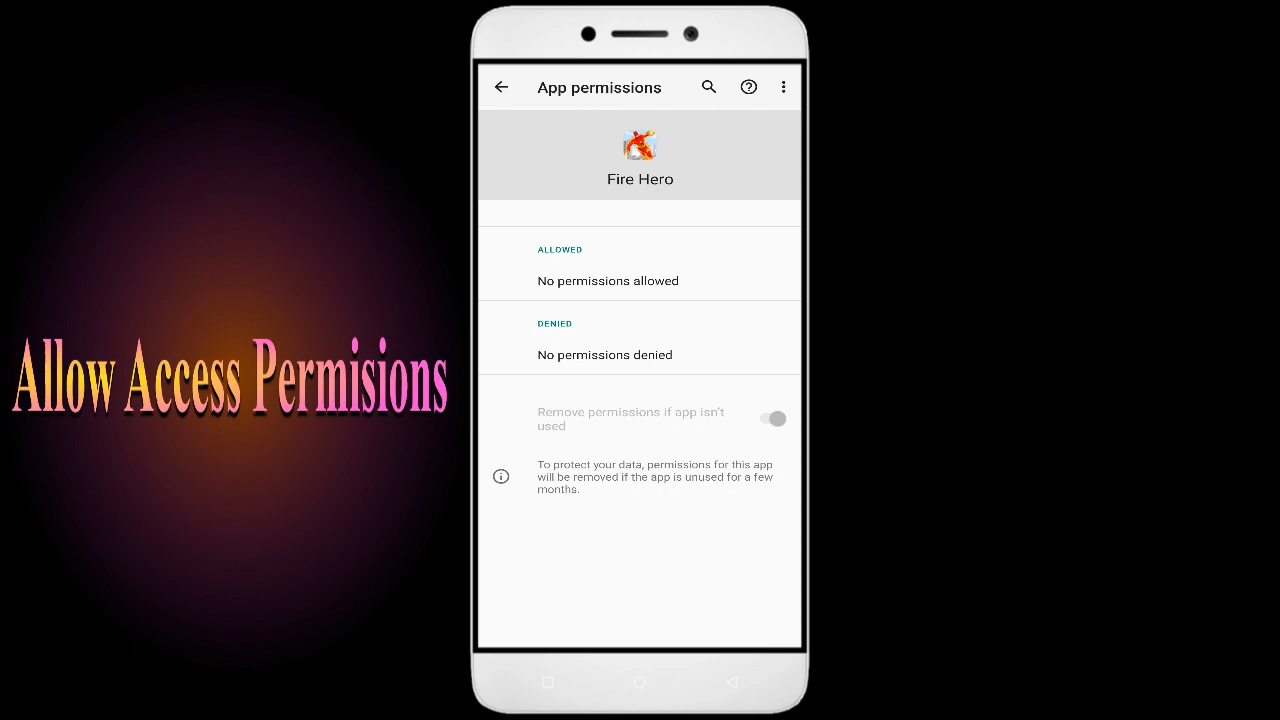 Allow Access Permisions
App permissions
Fire Hero
ALLOWED
No permissions allowed
DENIED
No permissions denied
Remove permissions if app isn't
used
To protect your data, permissions for this app
will be removed if the app is unused for a few
months.